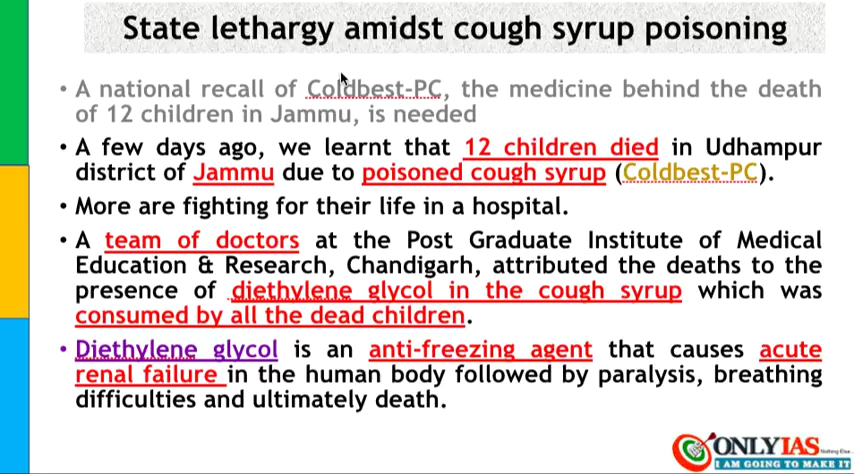 State lethargy amidst cough syrup poisoning
• A national recall of Coldbest-PC, the medicine behind the death
of 12 children in Jammu, is needed
• A few days ago, we learnt that 12 children died in Udhampur
district of Jammu due to poisoned cough syrup (Coldbest-PC).
• More are fighting for their life in a hospital.
• A team of doctors at the Post Graduate Institute of Medical
Education & Research, Chandigarh, attributed the deaths to the
presence of diethylene glycol in the cough syrup which was
consumed by all the dead children.
• Diethylene glycol is an anti-freezing agent that causes acute
renal failure in the human body followed by paralysis, breathing
difficulties and ultimately death.
ONLYIAS Nothing Else..
I AM GOING TO MAKE IT